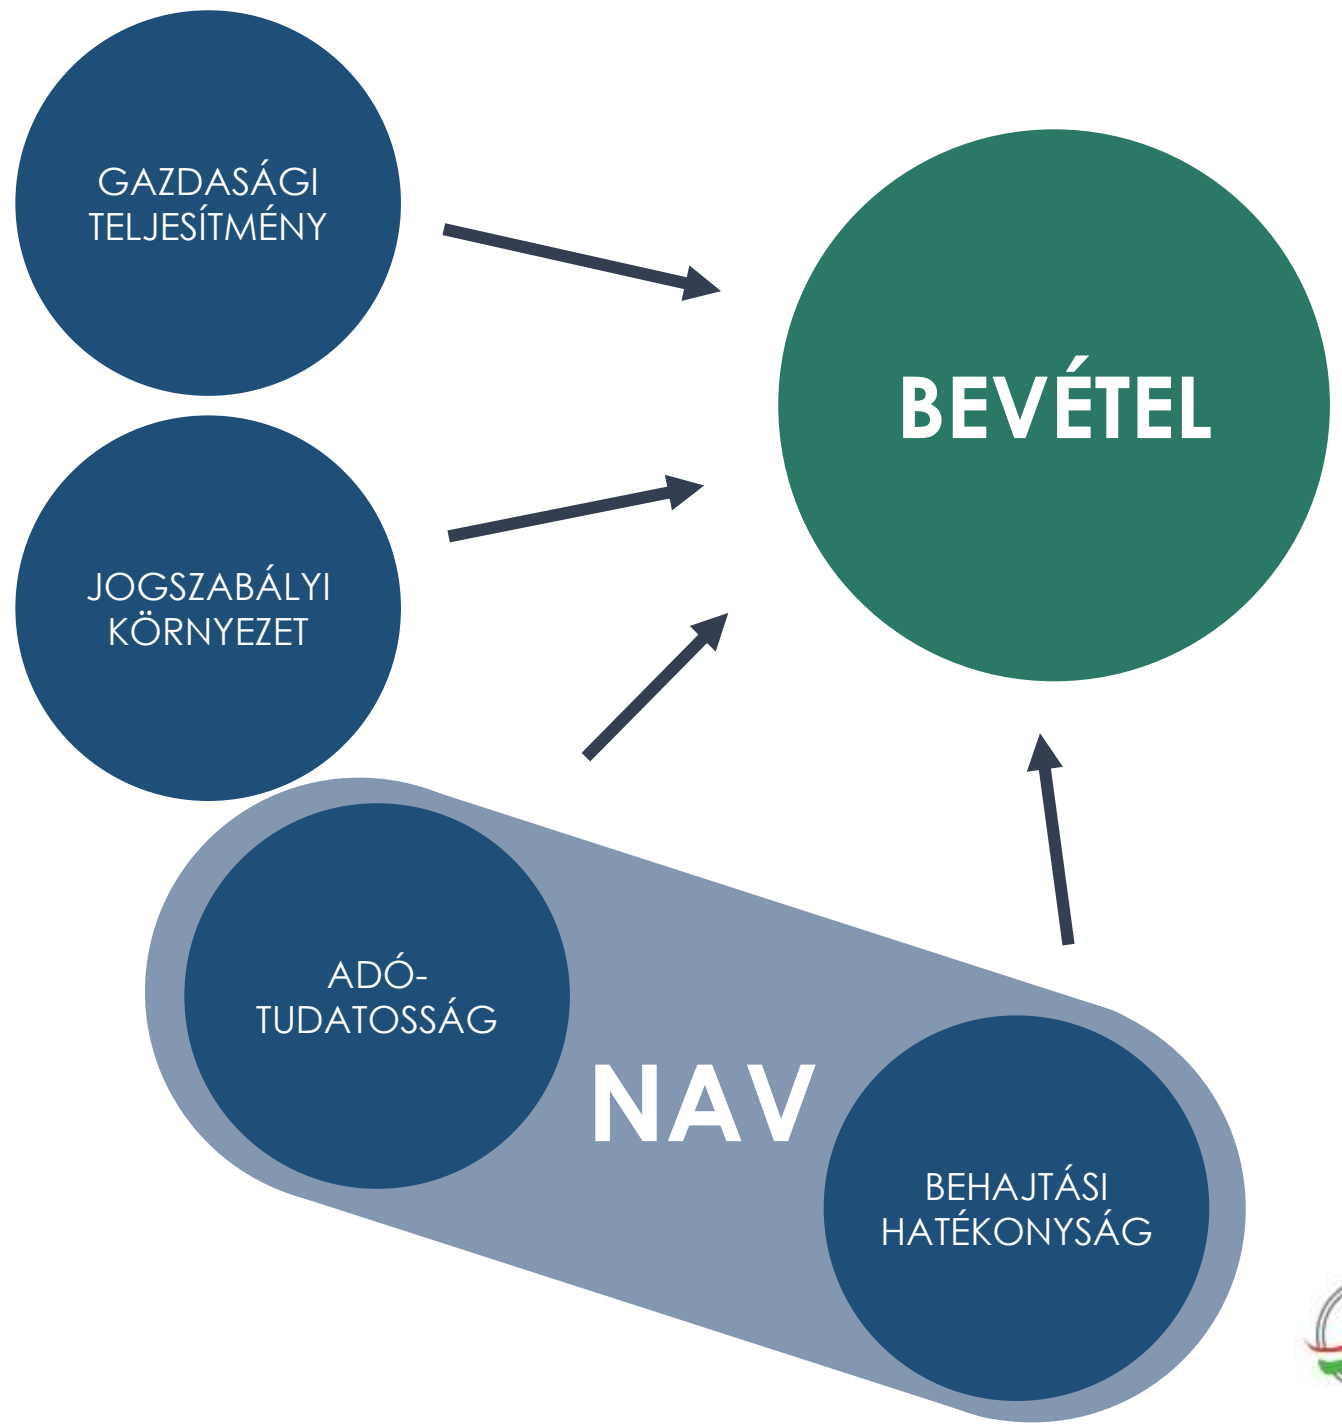 GAZDASÁGI
TELJESÍTMÉNY
BEVÉTEL
JOGSZABÁLYI
KÖRNYEZET
ADÓ-
TUDATOSSÁG
NAV
BEHAJTÁSI
HATÉKONYSÁG